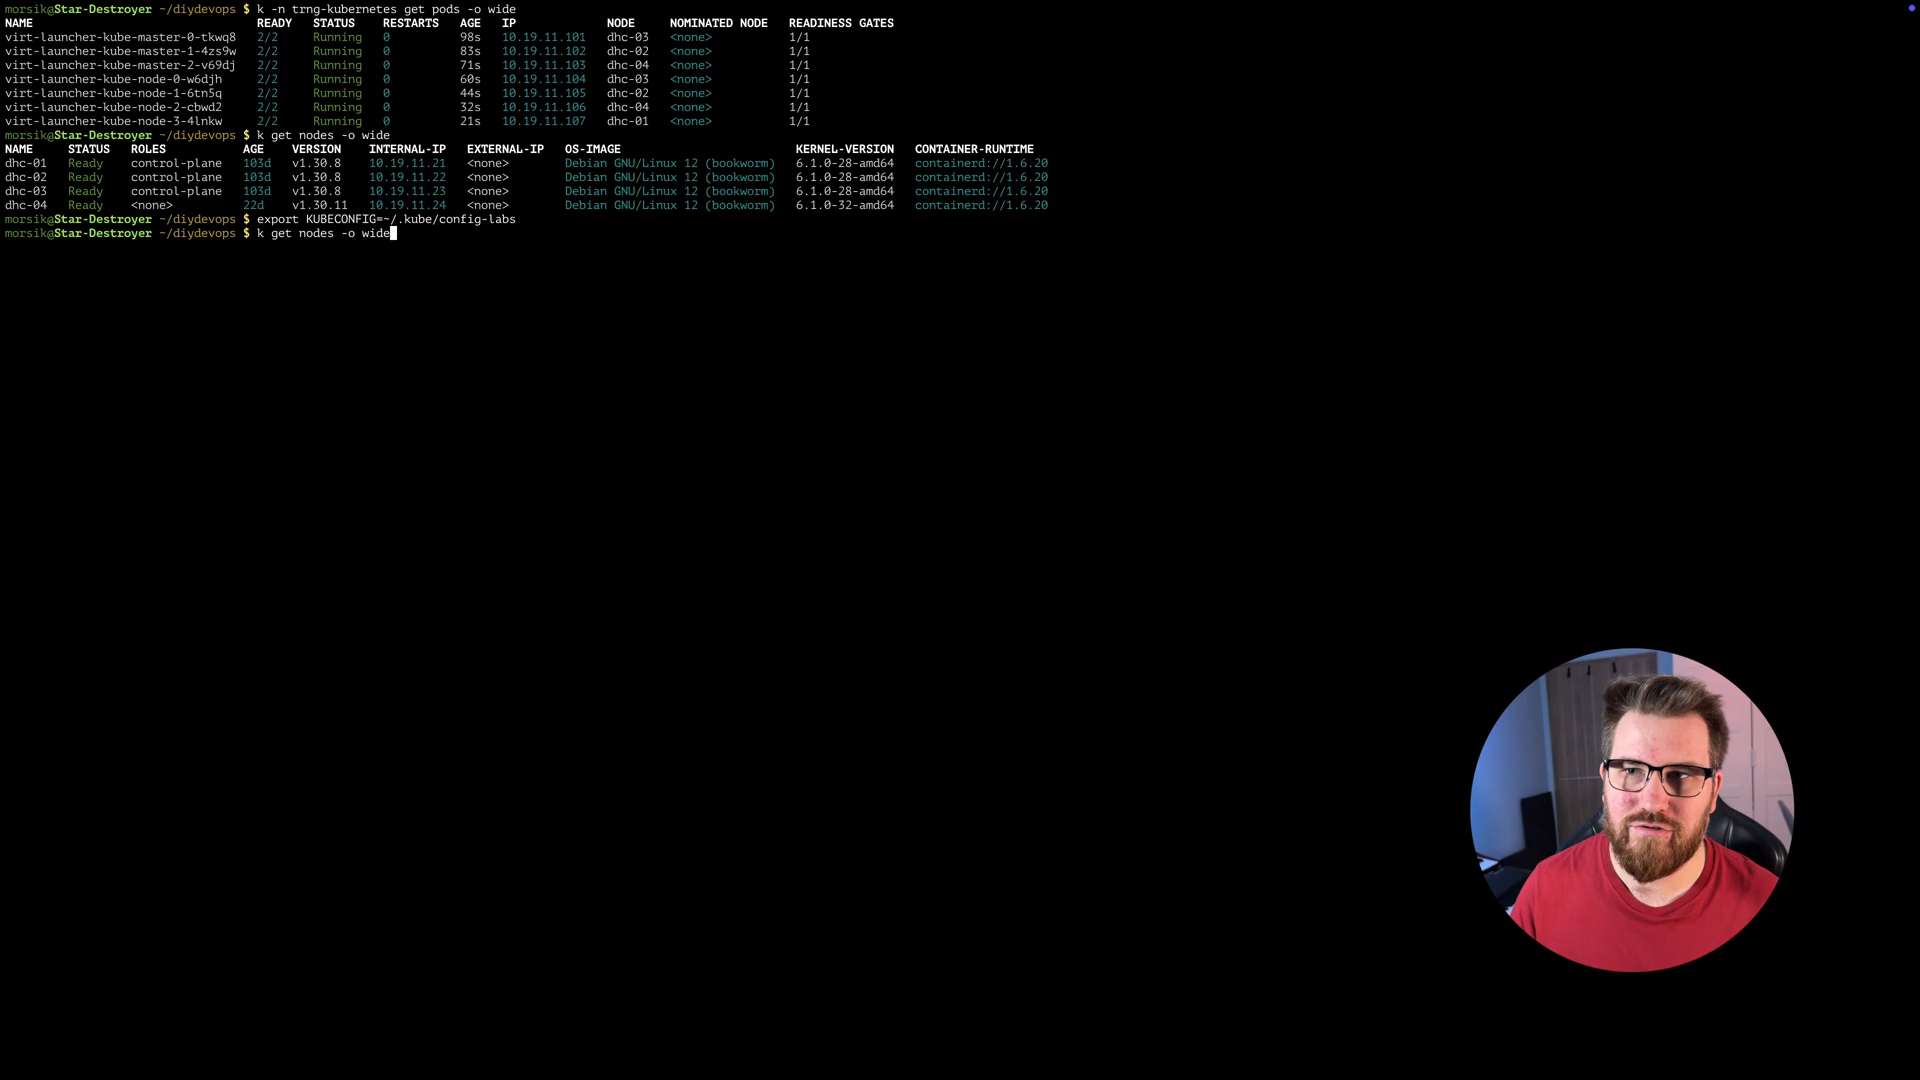 morsik@Star-Destroyer ~/diydevops $ k -n trng-kubernetes get pods -o wide
NAME READY STATUS RESTARTS AGE IP NODE NOMINATED NODE READINESS GATES
virt-launcher-kube-master-0-tkwq8 2/2 Running 0 98s 10.19.11.101 dhc-03 <none> 1/1
virt-launcher-kube-master-1-4zs9w 2/2 Running 0 83s 10.19.11.102 dhc-02 <none> 1/1
virt-launcher-kube-master-2-v69dj 2/2 Running 0 71s 10.19.11.103 dhc-04 <none> 1/1
virt-launcher-kube-node-0-w6djh 2/2 Running 0 60s 10.19.11.104 dhc-03 <none> 1/1
virt-launcher-kube-node-1-6tn5q 2/2 Running 0 44s 10.19.11.105 dhc-02 <none> 1/1
virt-launcher-kube-node-2-cbwd2 2/2 Running 0 32s 10.19.11.106 dhc-04 <none> 1/1
virt-launcher-kube-node-3-4lnkw 2/2 Running 0 21s 10.19.11.107 dhc-01 <none> 1/1
morsik@Star-Destroyer ~/diydevops $ k get nodes -o wide
NAME STATUS ROLES AGE VERSION INTERNAL-IP EXTERNAL-IP OS-IMAGE KERNEL-VERSION CONTAINER-RUNTIME
dhc-01 Ready control-plane 103d v1.30.8 10.19.11.21 <none> Debian GNU/Linux 12 (bookworm) 6.1.0-28-amd64 containerd://1.6.20
dhc-02 Ready control-plane 103d v1.30.8 10.19.11.22 <none> Debian GNU/Linux 12 (bookworm) 6.1.0-28-amd64 containerd://1.6.20
dhc-03 Ready control-plane 103d v1.30.8 10.19.11.23 <none> Debian GNU/Linux 12 (bookworm) 6.1.0-28-amd64 containerd://1.6.20
dhc-04 Ready <none> 22d v1.30.11 10.19.11.24 <none> Debian GNU/Linux 12 (bookworm) 6.1.0-32-amd64 containerd://1.6.20
morsik@Star-Destroyer ~/diydevops $ export KUBECONFIG=~/.kube/config-labs
morsik@Star-Destroyer ~/diydevops $ k get nodes -o wide